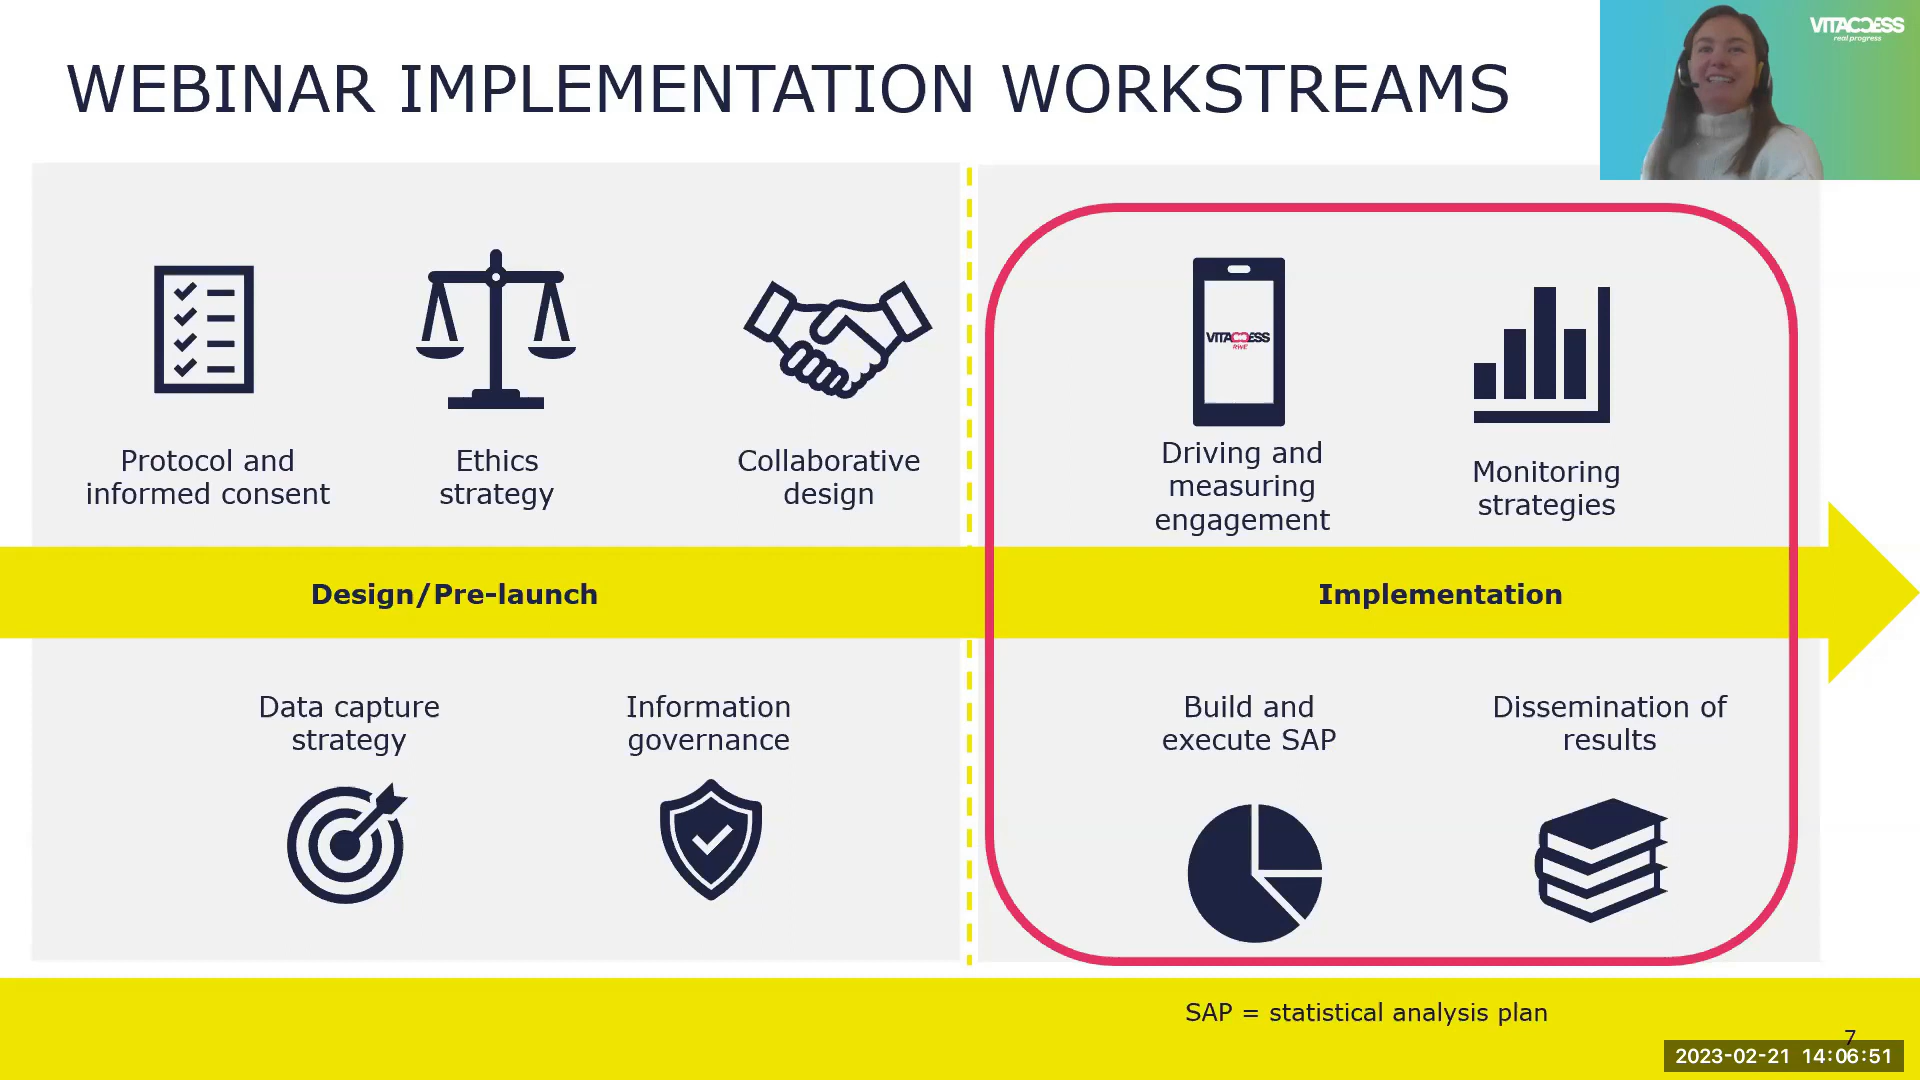 WEBINAR IMPLEMENTATION WORKSTREAMS
VITACCESS
real progress
Protocol and
informed consent
Ethics
strategy
Collaborative
design
VITACCESS
RWE
Driving and
measuring
engagement
Monitoring
strategies
Design/Pre-launch
Implementation
Data capture
strategy
Information
governance
Build and
execute SAP
Dissemination of
results
SAP = statistical analysis plan
7
2023-02-21 14:06:51